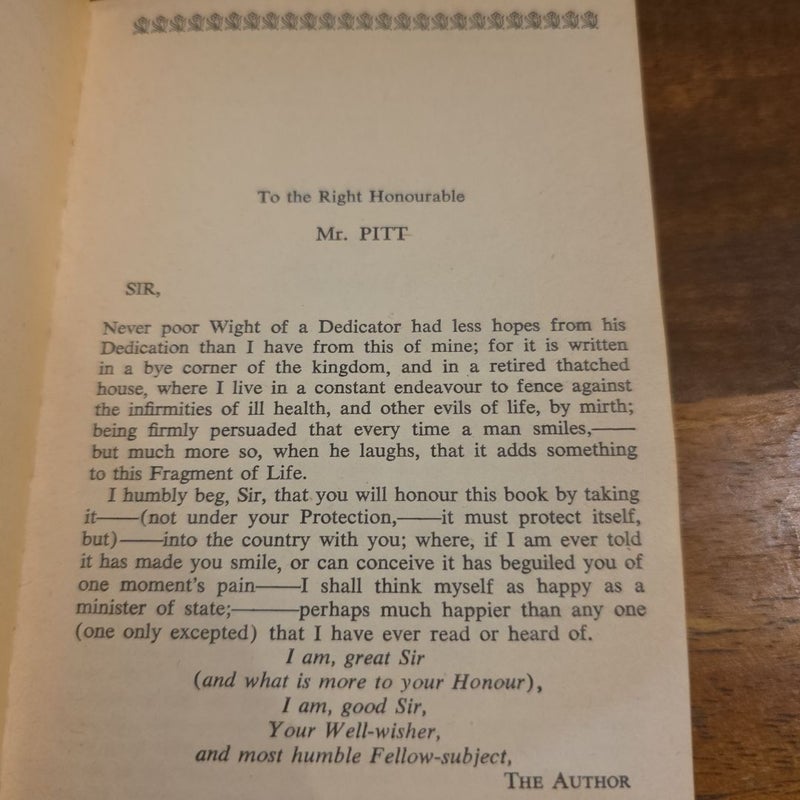 To the Right Honourable
Mr. PITT
SIR,
Never poor Wight of a Dedicator had less hopes from his
Dedication than I have from this of mine; for it is written
in a bye corner of the kingdom, and in a retired thatched
house, where I live in a constant endeavour to fence against
the infirmities of ill health, and other evils of life, by mirth;
being firmly persuaded that every time a man smiles,——
but much more so, when he laughs, that it adds something
to this Fragment of Life.
I humbly beg, Sir, that you will honour this book by taking
it——(not under your Protection,——it must protect itself,
but)——into the country with you; where, if I am ever told
it has made you smile, or can conceive it has beguiled you of
one moment's pain——I shall think myself as happy as a
minister of state;———perhaps much happier than any one
(one only excepted) that I have ever read or heard of.
I am, great Sir
(and what is more to your Honour),
I am, good Sir,
Your Well-wisher,
and most humble Fellow-subject,
THE AUTHOR